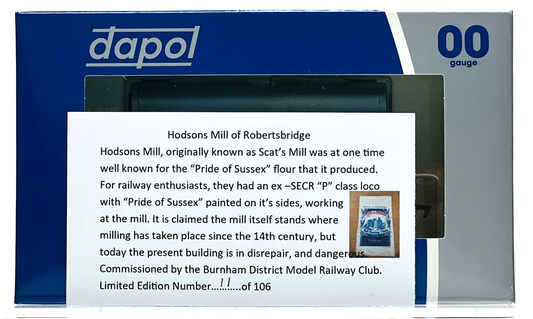 dapol
00
gauge
Hodsons Mill of Robertsbridge
Hodsons Mill, originally known as Scat's Mill was at one time
well known for the "Pride of Sussex" flour that it produced.
For railway enthusiasts, they had an ex –SECR "P" class loco
with "Pride of Sussex" painted on it's sides, working
at the mill. It is claimed the mill itself stands where
milling has taken place since the 14th century, but
today the present building is in disrepair, and dangerous.
Commissioned by the Burnham District Model Railway Club.
Limited Edition Number...11...of 106